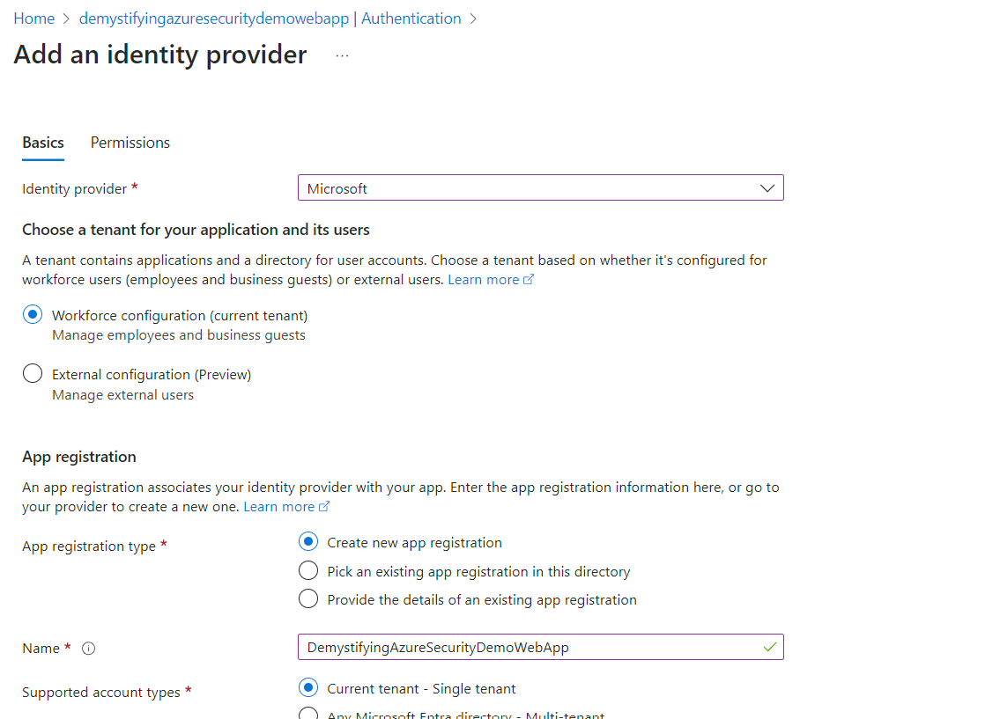 Home > demystifyingazuresecuritydemowebapp | Authentication >
Add an identity provider ...
Basics Permissions
Identity provider * Microsoft
Choose a tenant for your application and its users
A tenant contains applications and a directory for user accounts. Choose a tenant based on whether it's configured for
workforce users (employees and business guests) or external users. Learn more
Workforce configuration (current tenant)
Manage employees and business guests
External configuration (Preview)
Manage external users
App registration
An app registration associates your identity provider with your app. Enter the app registration information here, or go to
your provider to create a new one. Learn more
App registration type * Create new app registration
Pick an existing app registration in this directory
Provide the details of an existing app registration
Name * DemystifyingAzureSecurityDemoWebApp
Supported account types * Current tenant - Single tenant
Any Microsoft Entra directory - Multi-tenant